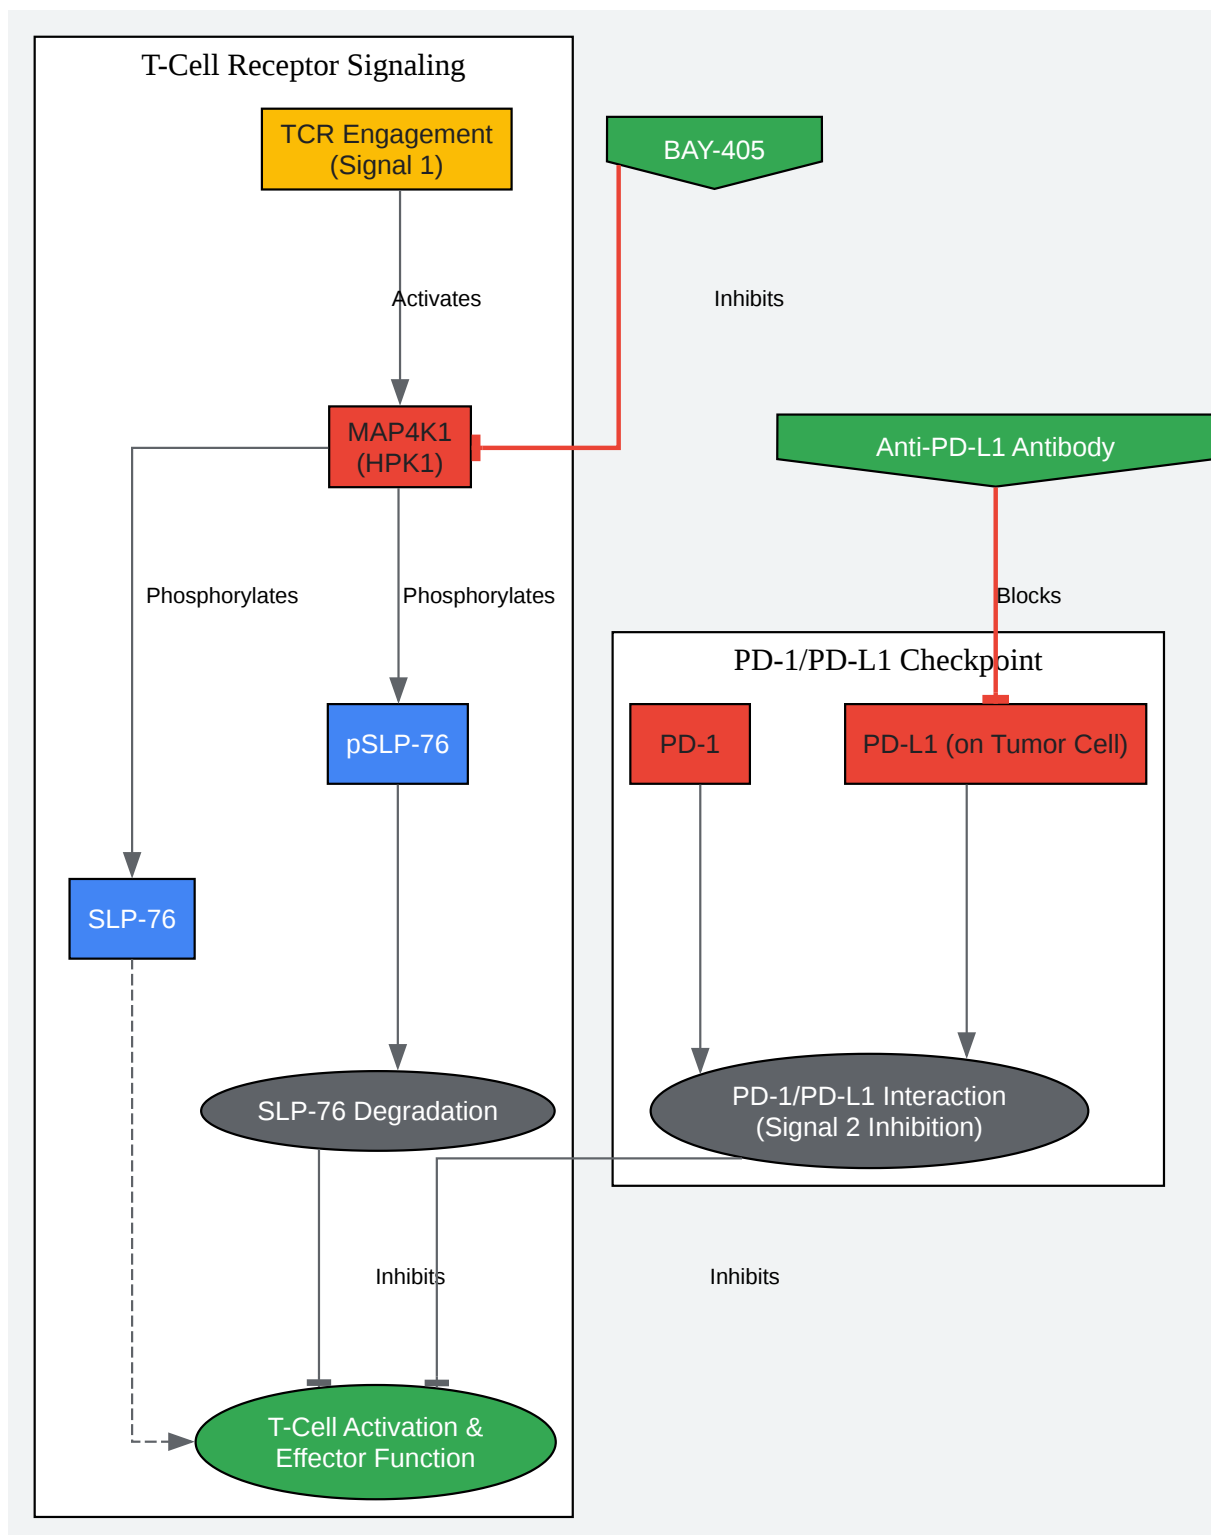 T-Cell Receptor Signaling
TCR Engagement
(Signal 1)
BAY-405
Activates
Inhibits
MAP4K1
(HPK1)
Anti-PD-L1 Antibody
Phosphorylates
Phosphorylates
Blocks
PD-1/PD-L1 Checkpoint
pSLP-76
PD-1
PD-L1 (on Tumor Cell)
SLP-76
SLP-76 Degradation
PD-1/PD-L1 Interaction
(Signal 2 Inhibition)
Inhibits
Inhibits
T-Cell Activation &
Effector Function